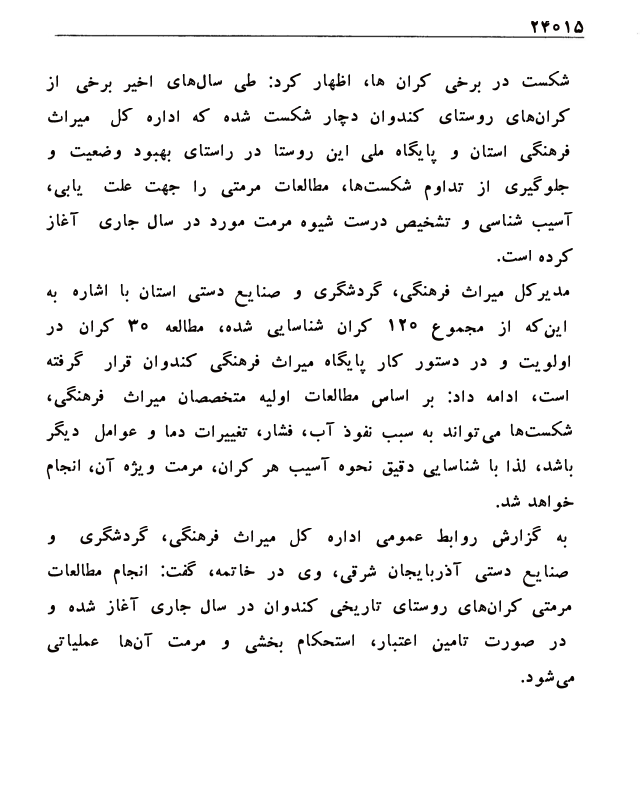 ۲۴۰۱۵
شکست در برخی کران ها، اظهار کرد: طی سال‌های اخیر برخی از
کران‌های روستای کندوان دچار شکست شده که اداره کل میراث
فرهنگی استان و پایگاه ملی این روستا در راستای بهبود وضعیت و
جلوگیری از تداوم شکست‌ها، مطالعات مرمتی را جهت علت یابی،
آسیب شناسی و تشخیص درست شیوه مرمت مورد در سال جاری آغاز
کرده است.
مدیرکل میراث فرهنگی، گردشگری و صنایع دستی استان با اشاره به
این‌که از مجموع ۱۲۰ کران شناسایی شده، مطالعه ۳۰ کران در
اولویت و در دستور کار پایگاه میراث فرهنگی کندوان قرار گرفته
است، ادامه داد: بر اساس مطالعات اولیه متخصصان میراث فرهنگی،
شکست‌ها می‌تواند به سبب نفوذ آب، فشار، تغییرات دما و عوامل دیگر
باشد، لذا با شناسایی دقیق نحوه آسیب هر کران، مرمت ویژه آن، انجام
خواهد شد.
به گزارش روابط عمومی اداره کل میراث فرهنگی، گردشگری و
صنایع دستی آذربایجان شرقی، وی در خاتمه، گفت: انجام مطالعات
مرمتی کران‌های روستای تاریخی کندوان در سال جاری آغاز شده و
در صورت تامین اعتبار، استحکام بخشی و مرمت آن‌ها عملیاتی
می‌شود.